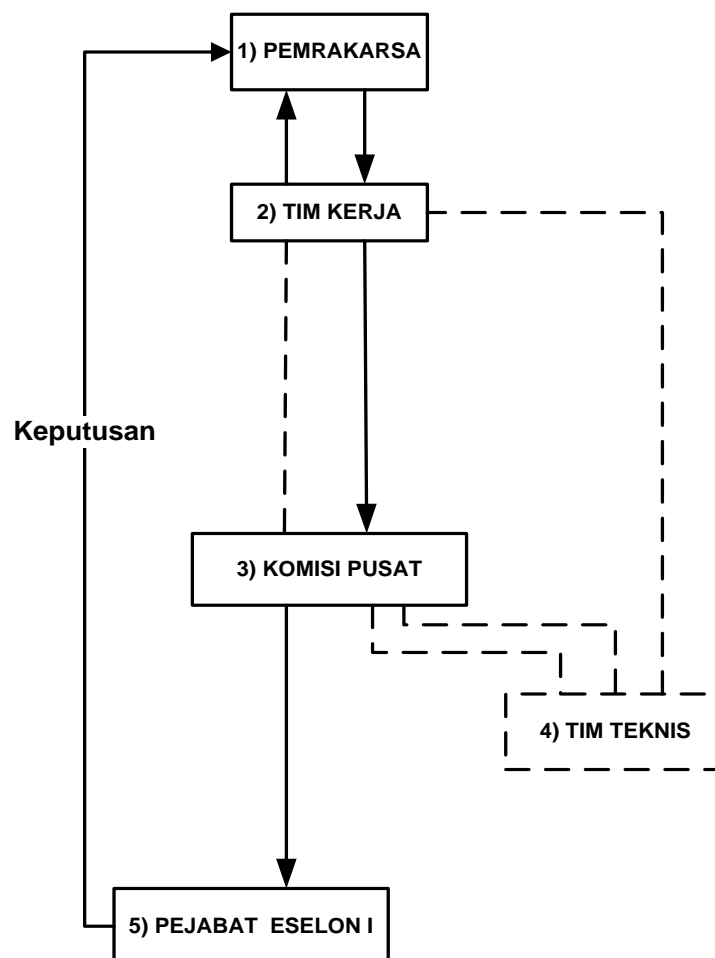 1) PEMRAKARSA
2) TIM KERJA
Keputusan
3) KOMISI PUSAT
4) TIM TEKNIS
5) PEJABAT ESELON I